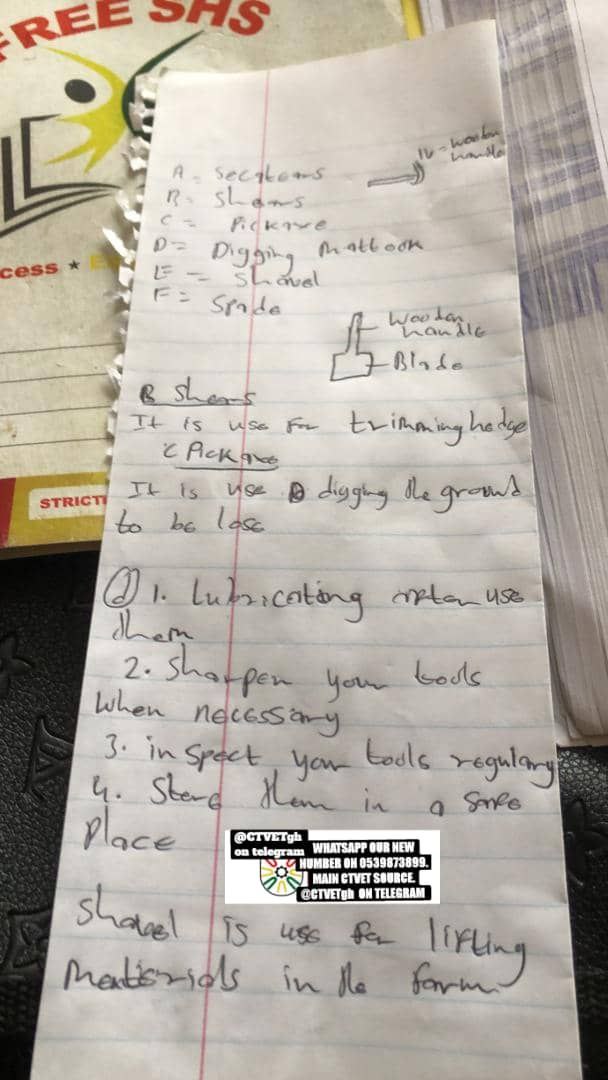 FREE SHS
cess ★
STRICT
iv - wooden
handle
A - Secateurs
B - Shears
C = Pickaxe
D = Digging mattock
E = Shovel
F = Spade
Wooden
handle
Blade
B Shears
It is use for trimming hedge
C Pickaxe
It is use digging the ground
to be lose
d 1. Lubricating after use
them
2. Sharpen your tools
when necessary
3. inspect your tools regulary
4. Store them in a safe
place
@CTVETgh
on telegram
WHATSAPP OUR NEW
NUMBER ON 0539873899.
MAIN CTVET SOURCE.
@CTVETgh ON TELEGRAM
Shovel is use for lifting
Materials in the farm